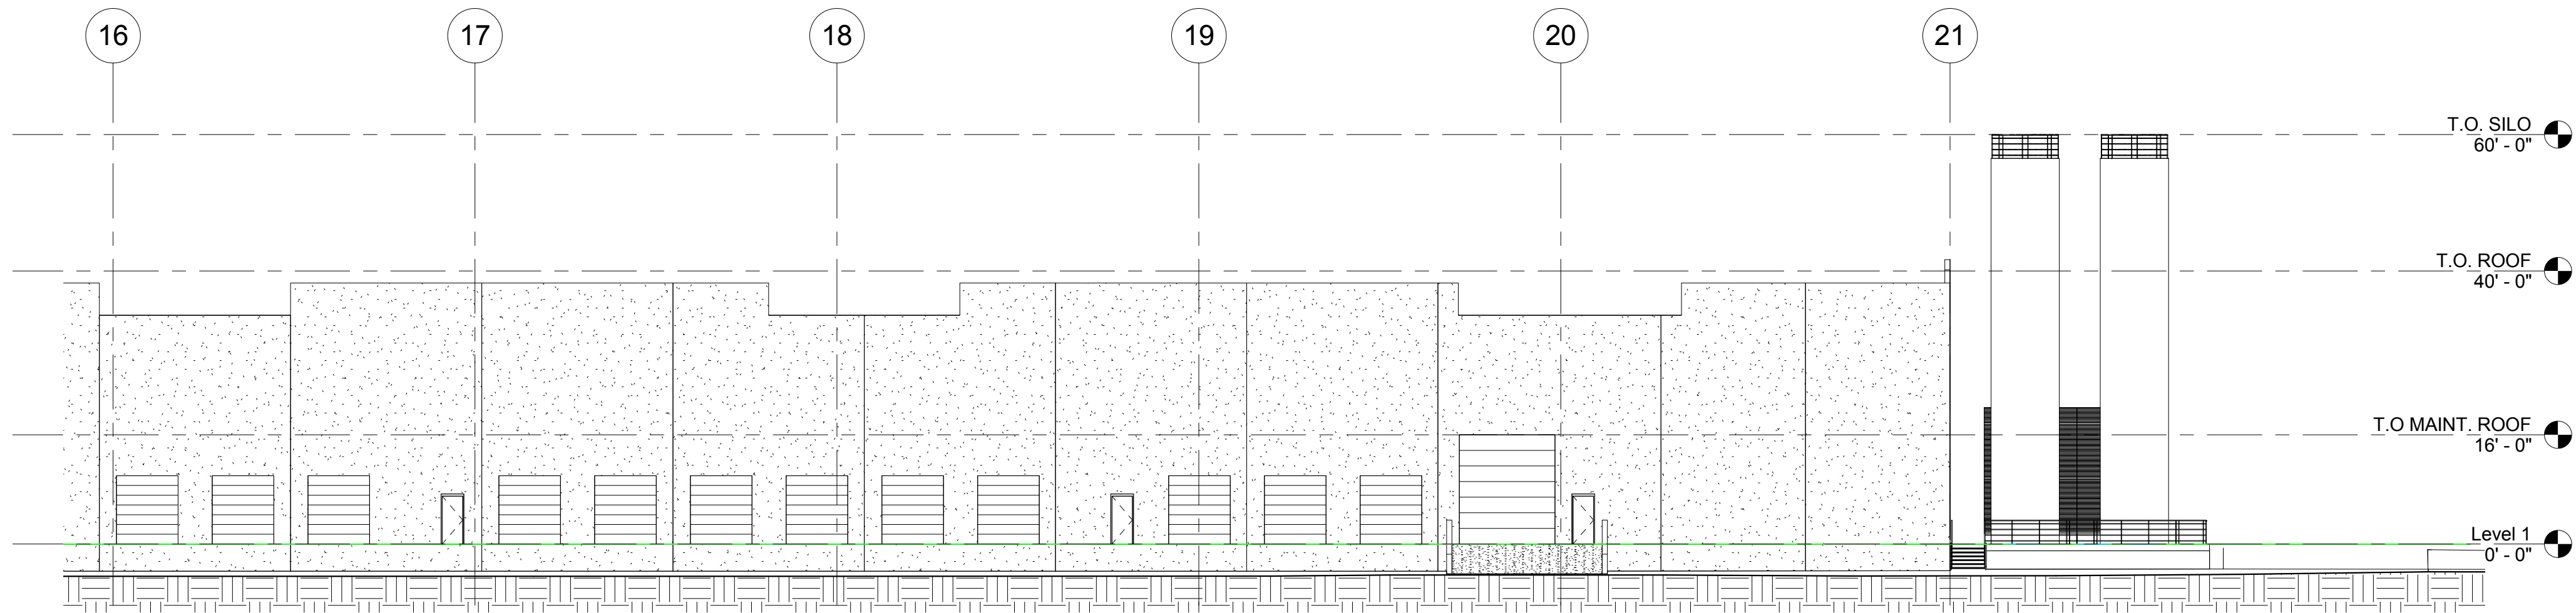 16
17
18
19
20
21
T.O. SILO
60' - 0"
T.O. ROOF
40' - 0"
T.O MAINT. ROOF
16' - 0"
Level 1
0' - 0"